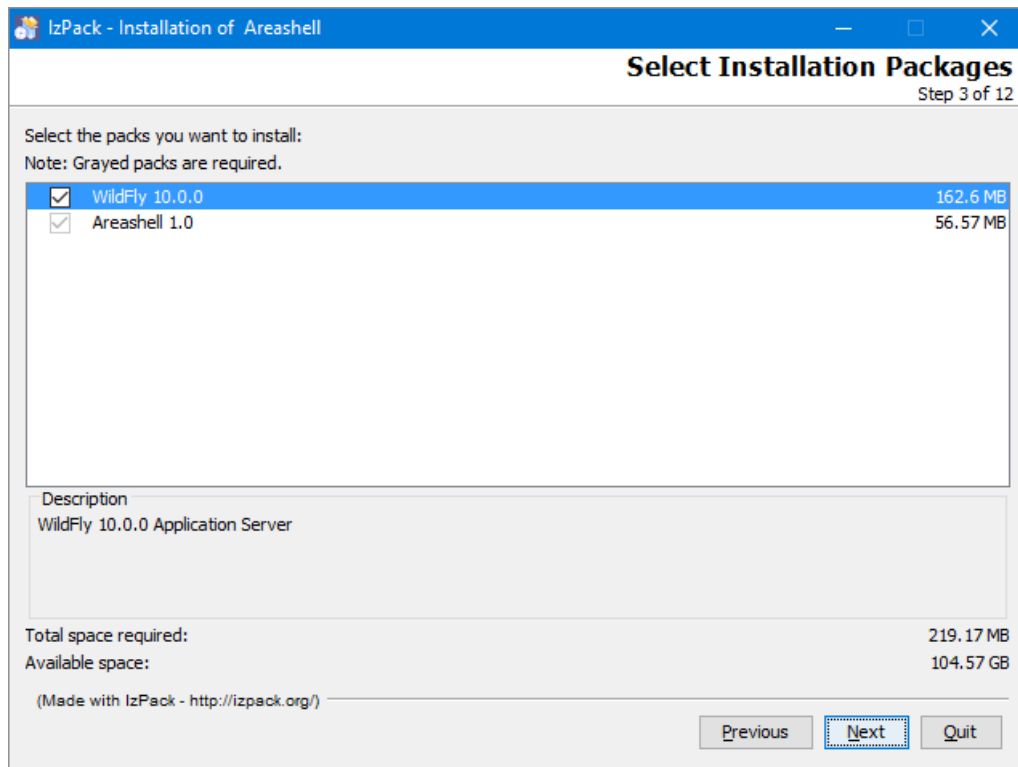 IzPack - Installation of Areashell
Select Installation Packages
Step 3 of 12
Select the packs you want to install:
Note: Grayed packs are required.
WildFly 10.0.0 162.6 MB
Areashell 1.0 56.57 MB
Description
WildFly 10.0.0 Application Server
Total space required: 219.17 MB
Available space: 104.57 GB
(Made with IzPack - http://izpack.org/)
Previous Next Quit